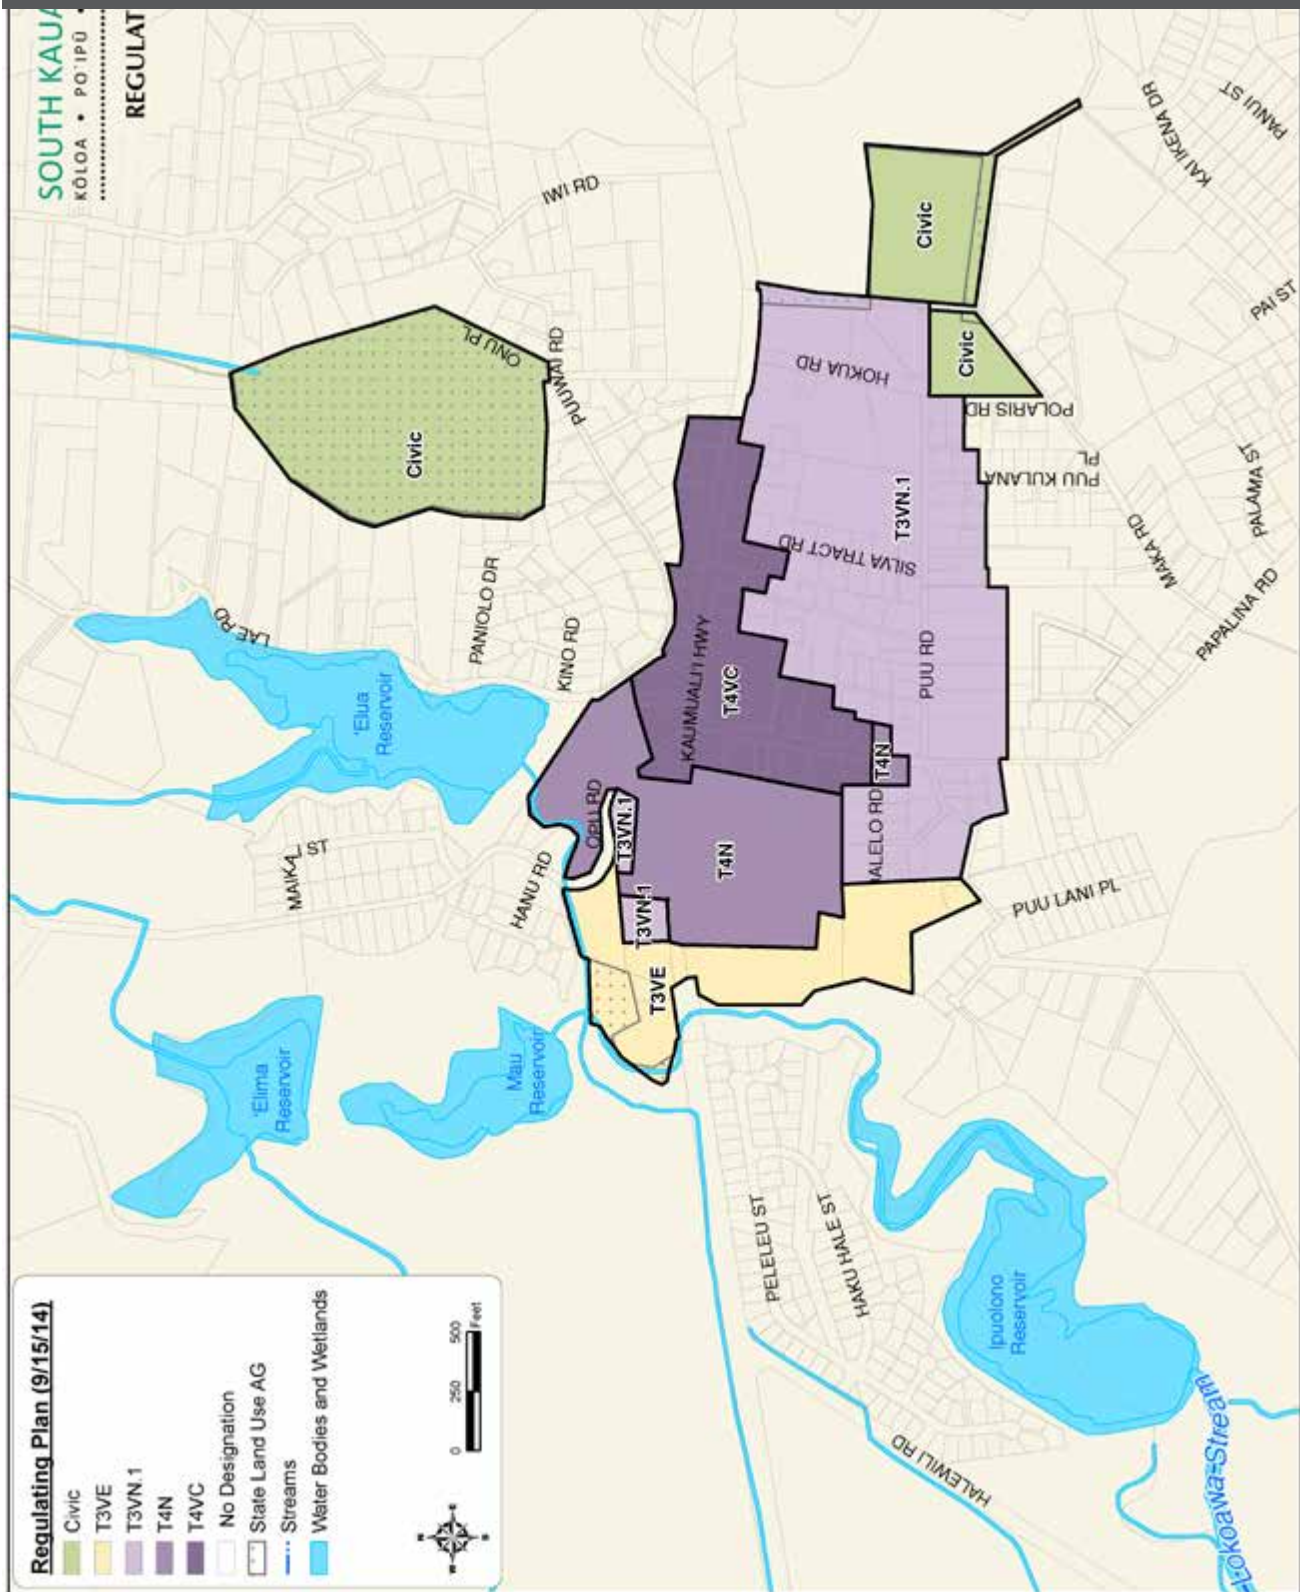 SOUTH KAUA
KŌLOA • PO'IPŪ •
REGULAT
IWI RD
ONU PL
PUUWAI RD
Civic
LAE RD
PANIOLO DR
KINO RD
'Elua
Reservoir
MAIKA I ST
HANU RD
OPU RD
'Elima
Reservoir
Mau
Reservoir
KAI IKENA DR
PANUI ST
PAI ST
PALAMA ST
PAPALINA RD
MAKA RD
PUU KULANA
PL
POLARIS RD
HOKUA RD
Civic
Civic
SILVA TRACT RD
T3VN.1
PUU RD
KAUMUALI'I HWY
T4VC
T4N
ALELO RD
T3VN.1
T4N
T3VN.1
T3VE
PUU LANI PL
PELELEU ST
HAKU HALE ST
HALEWILI RD
Ipuolono
Reservoir
Lokoawa Stream
Regulating Plan (9/15/14)
Civic
T3VE
T3VN.1
T4N
T4VC
No Designation
State Land Use AG
Streams
Water Bodies and Wetlands
0 250 500
Feet